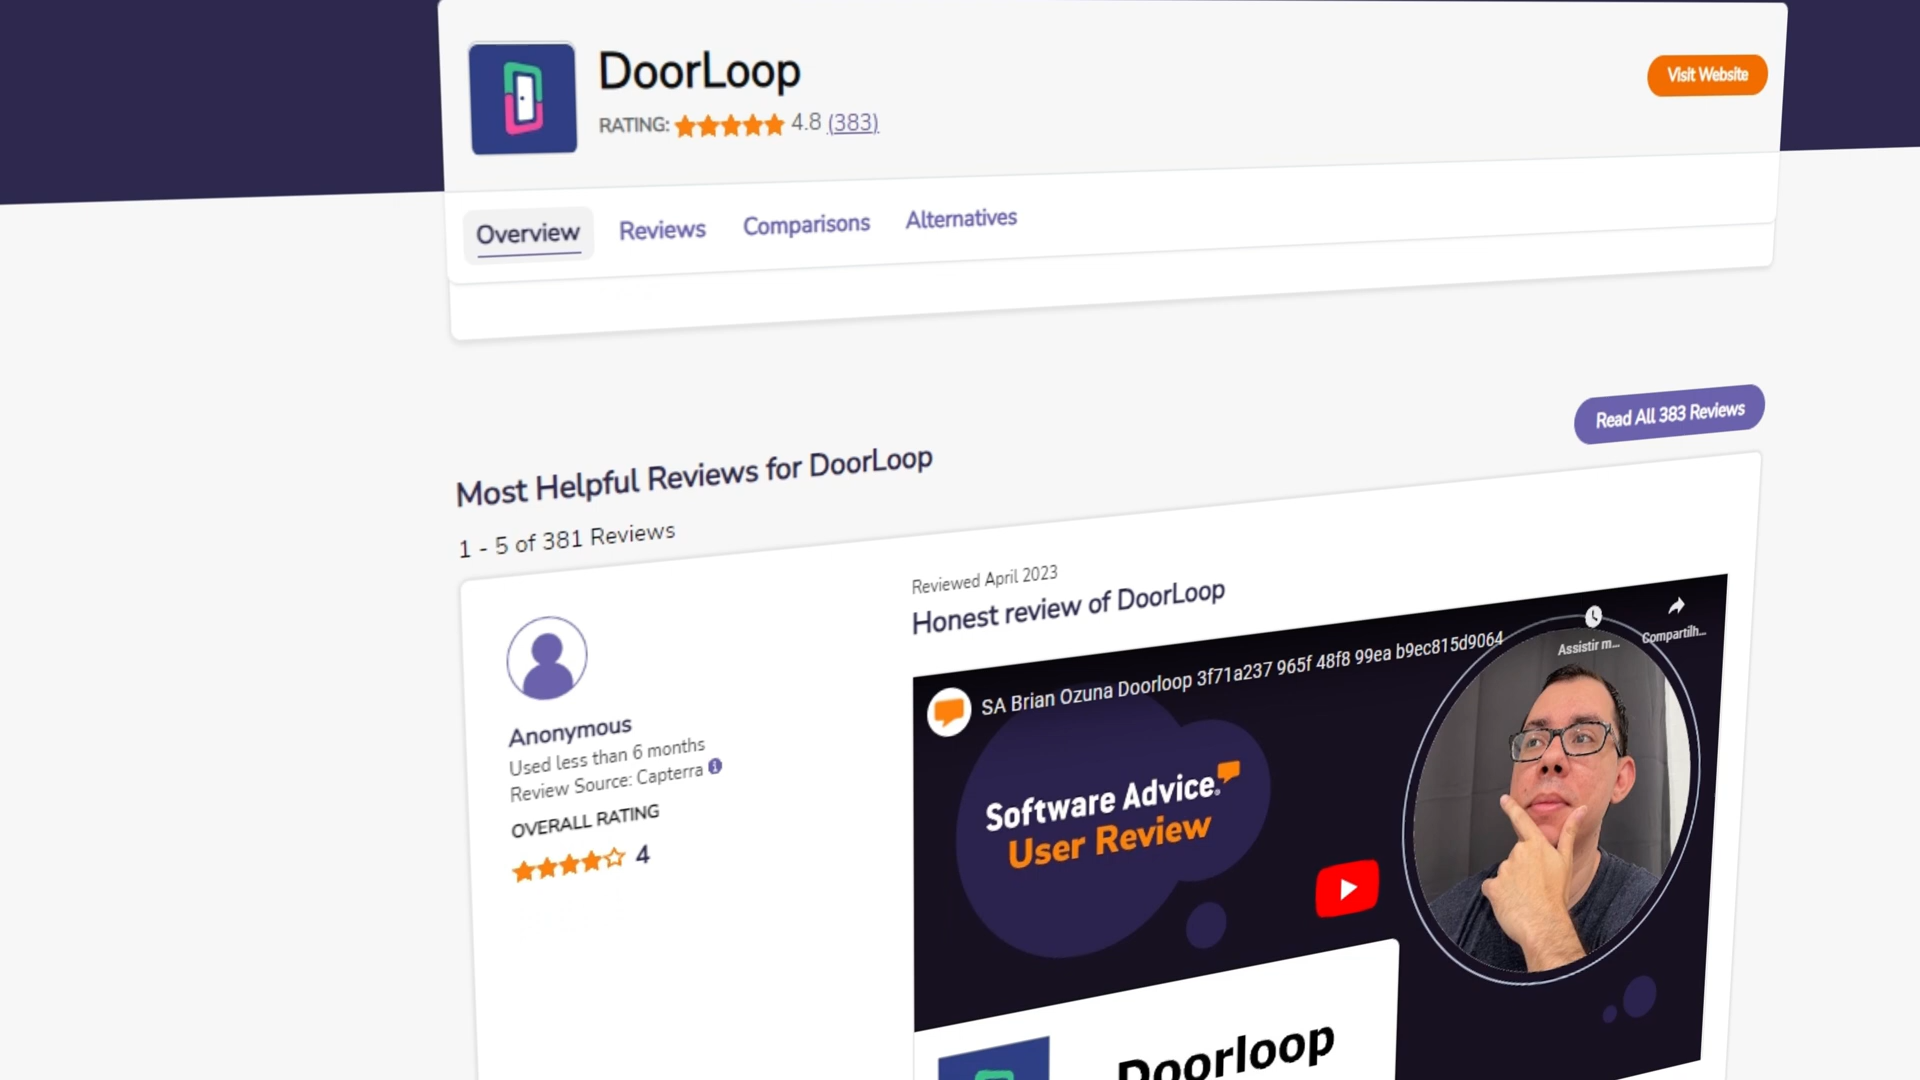 DoorLoop
RATING: 4.8 (383)
Visit Website
Overview
Reviews
Comparisons
Alternatives
Read All 383 Reviews
Most Helpful Reviews for DoorLoop
1 - 5 of 381 Reviews
Anonymous
Used less than 6 months
Review Source: Capterra
OVERALL RATING
4
Reviewed April 2023
Honest review of DoorLoop
SA Brian Ozuna Doorloop 3f71a237 965f 48f8 99ea b9ec815d9064
Assistir m...
Compartilh...
Software Advice.
User Review
Doorloop